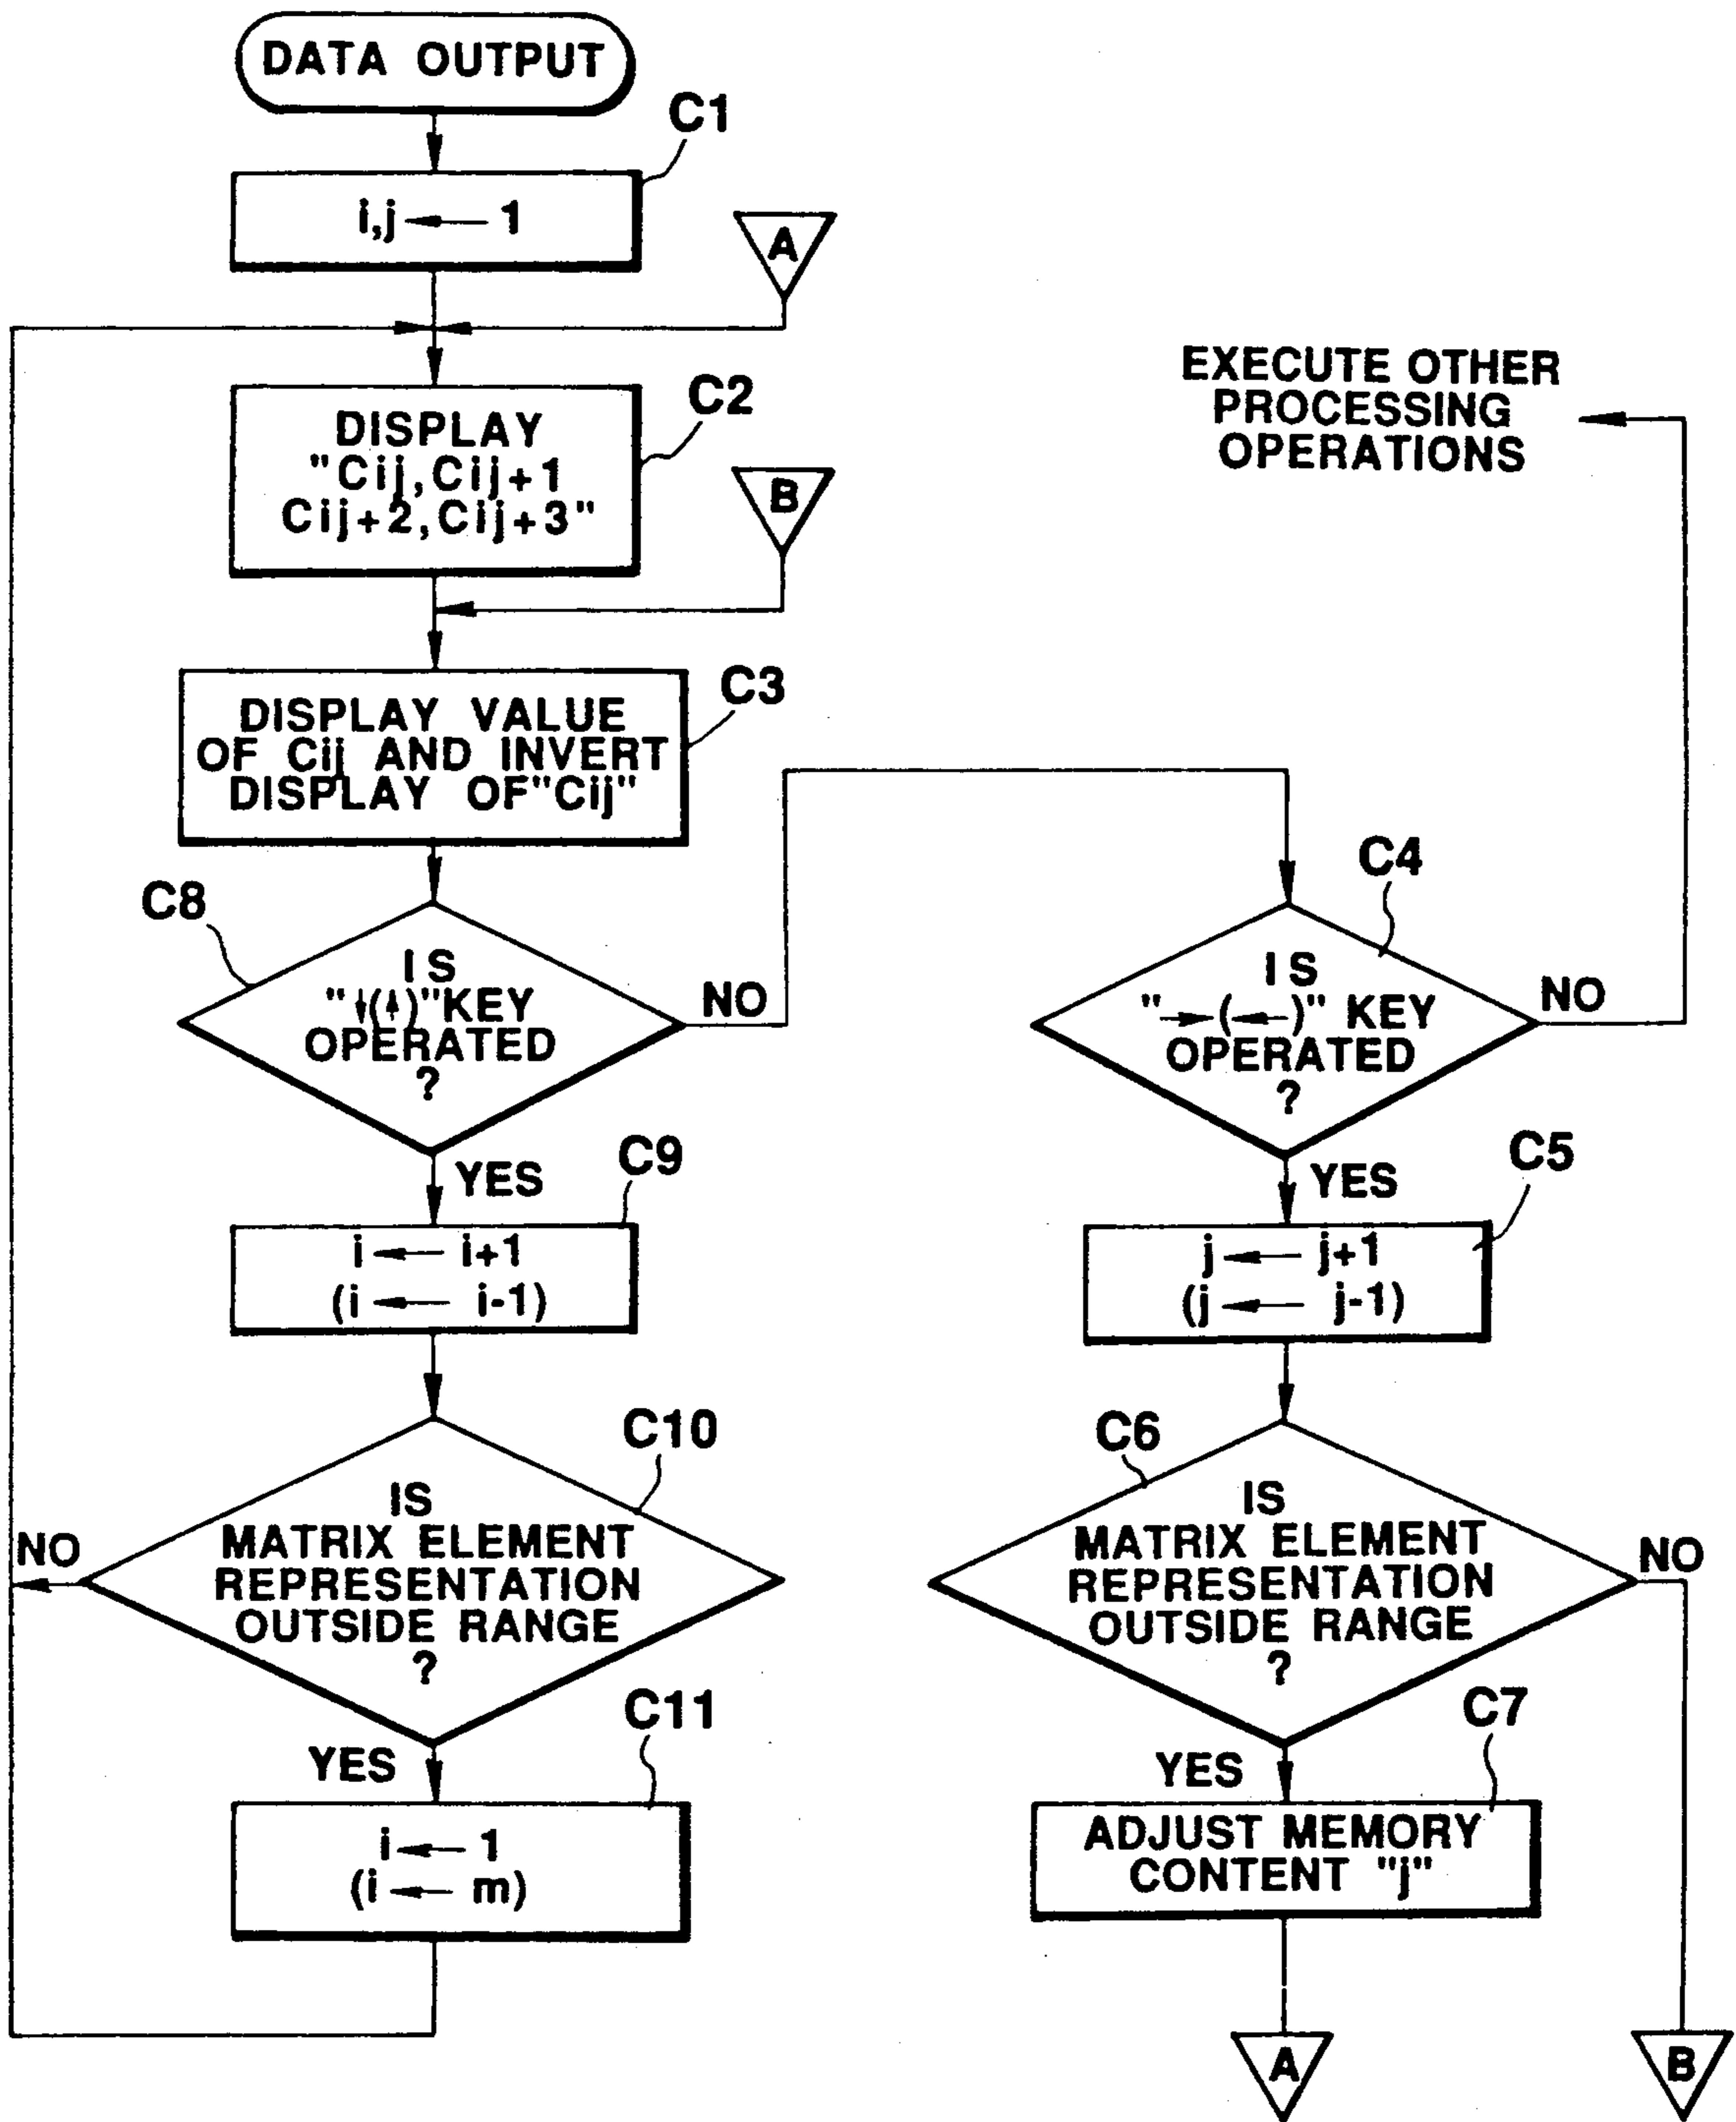 DATA OUTPUT
C1
i,j ← 1
A
C2
DISPLAY
"Cij,Cij+1
Cij+2,Cij+3"
B
EXECUTE OTHER
PROCESSING
OPERATIONS
C3
DISPLAY VALUE
OF Cij AND INVERT
DISPLAY OF"Cij"
C8
IS
"↓(↑)"KEY
OPERATED
?
NO
YES
C4
IS
"→(←)" KEY
OPERATED
?
NO
YES
C9
i ← i+1
(i ← i-1)
C5
j ← j+1
(j ← j-1)
C10
IS
MATRIX ELEMENT
REPRESENTATION
OUTSIDE RANGE
?
NO
YES
C6
IS
MATRIX ELEMENT
REPRESENTATION
OUTSIDE RANGE
?
NO
YES
C11
i ← 1
(i ← m)
C7
ADJUST MEMORY
CONTENT "j"
A
B